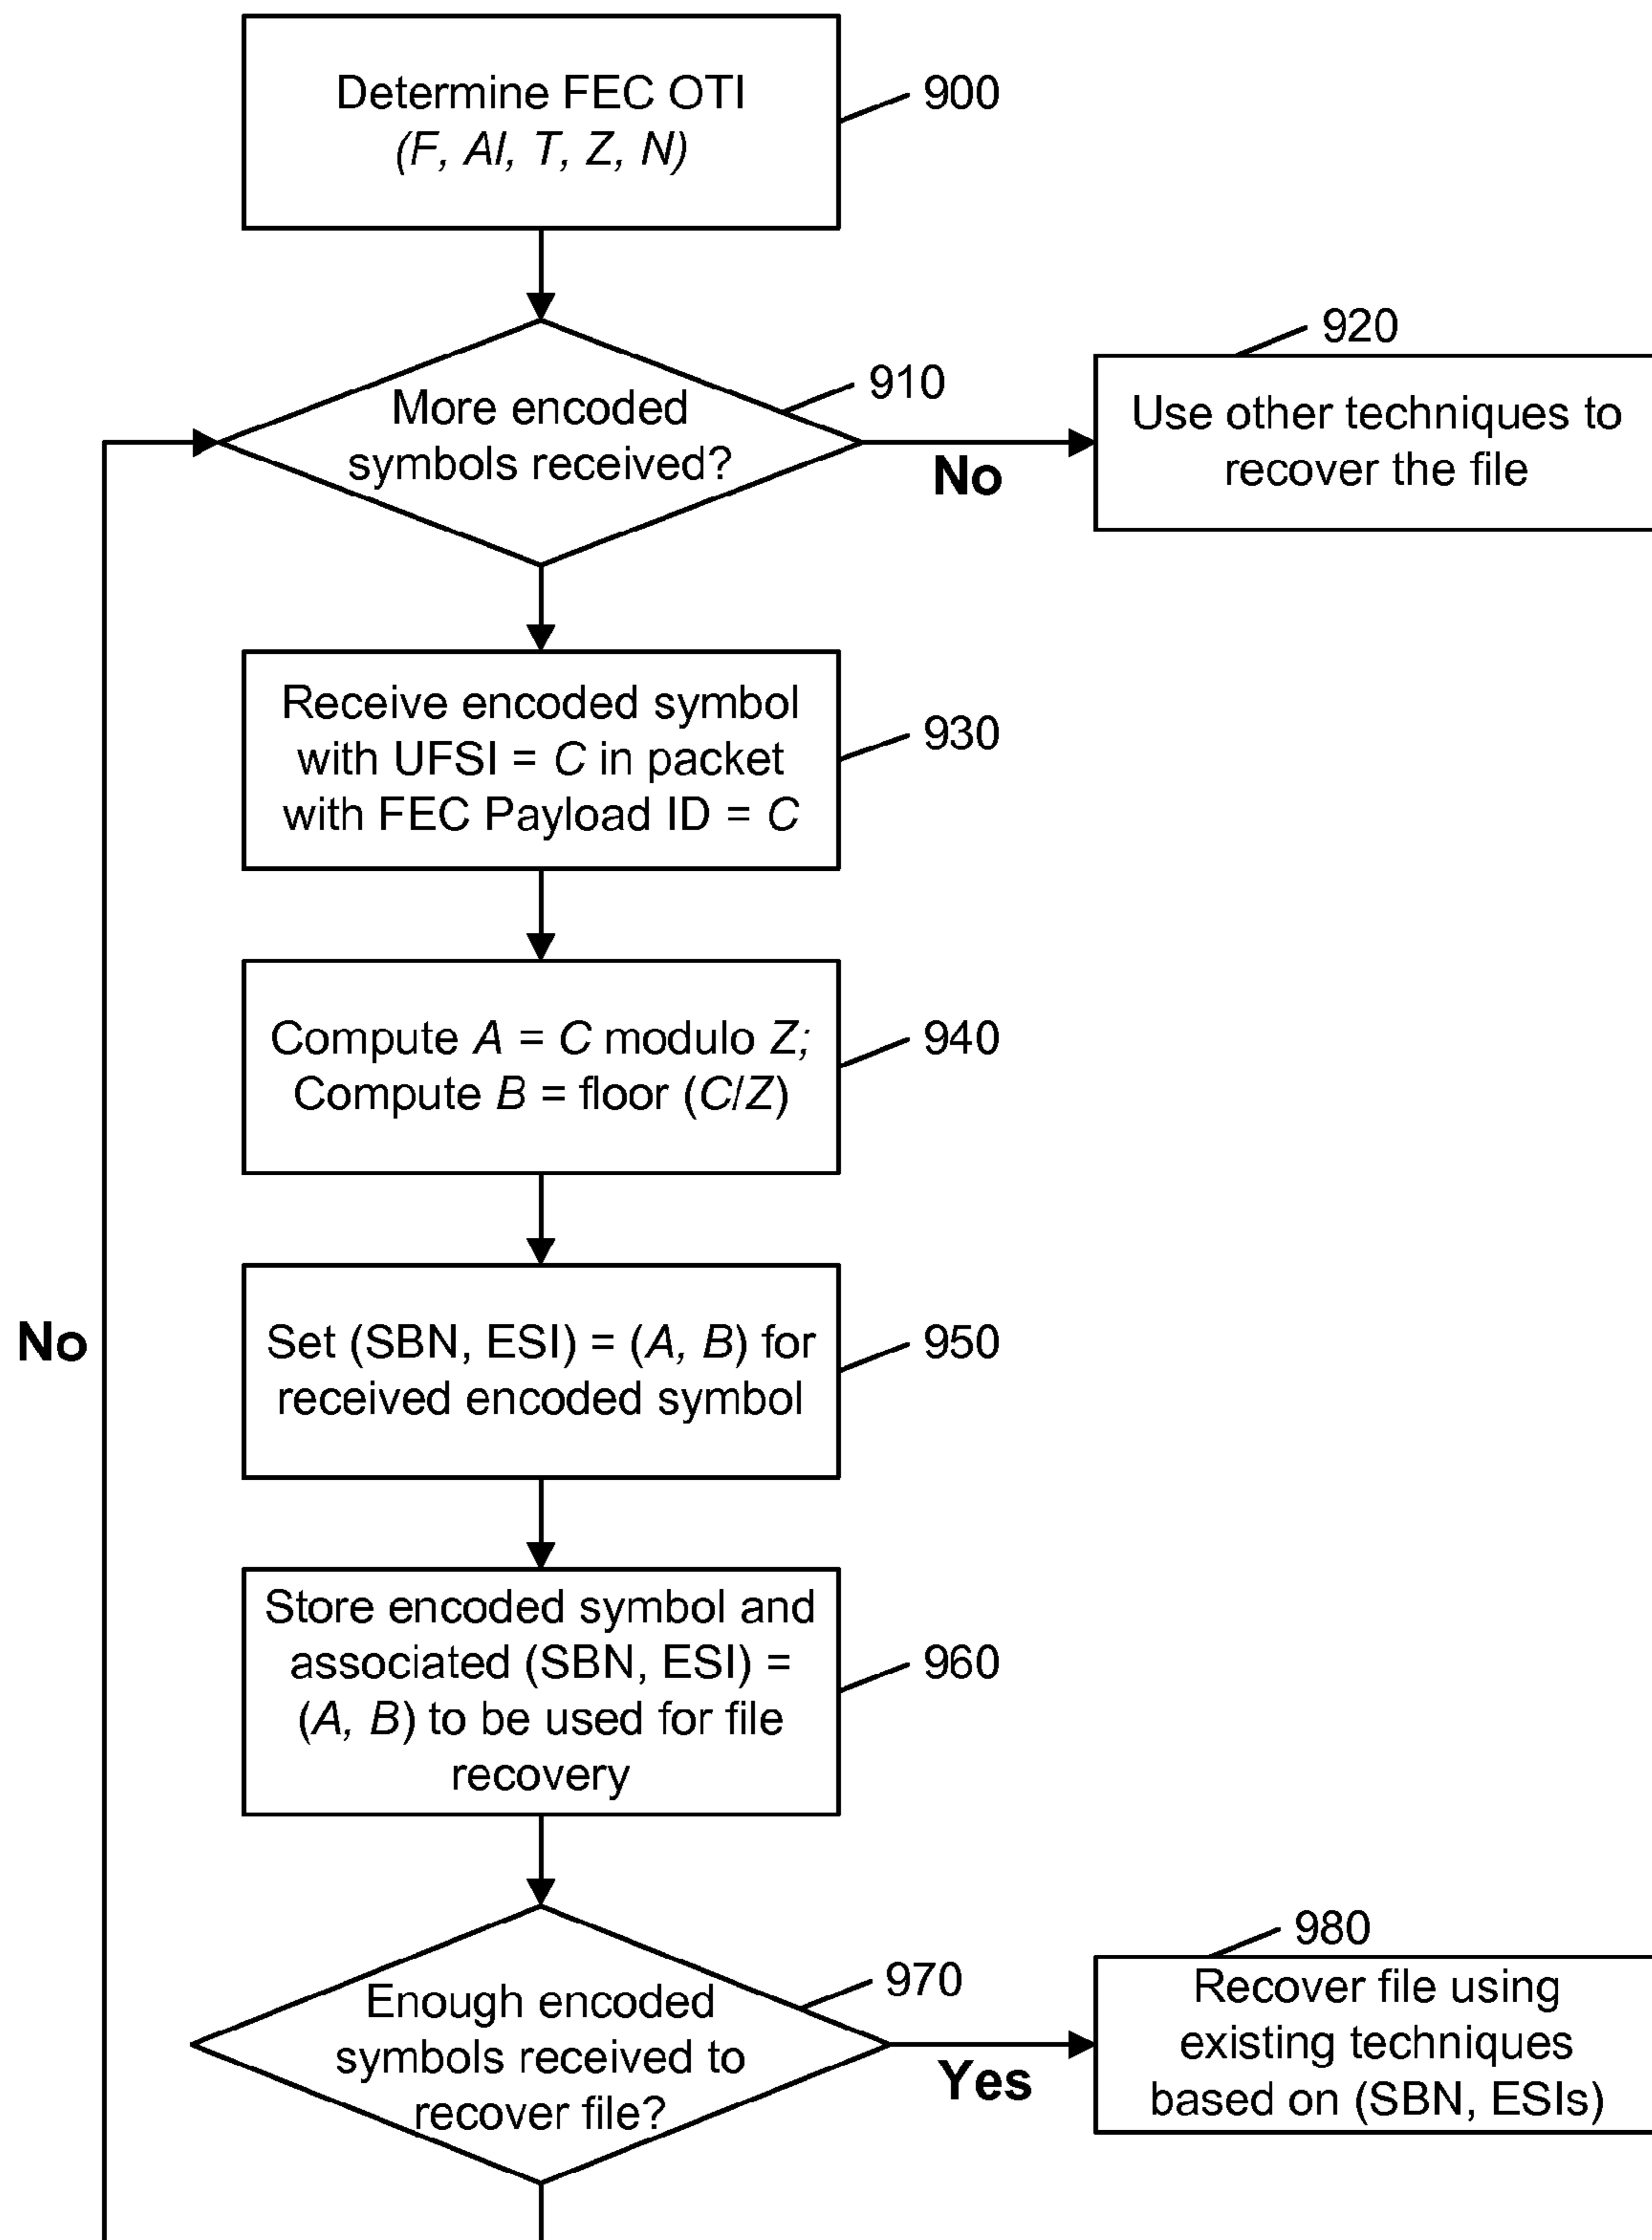 Determine FEC OTI
(F, Al, T, Z, N)
900
More encoded
symbols received?
910
No
920
Use other techniques to
recover the file
Receive encoded symbol
with UFSI = C in packet
with FEC Payload ID = C
930
Compute A = C modulo Z;
Compute B = floor (C/Z)
940
No
Set (SBN, ESI) = (A, B) for
received encoded symbol
950
Store encoded symbol and
associated (SBN, ESI) =
(A, B) to be used for file
recovery
960
Enough encoded
symbols received to
recover file?
970
Yes
980
Recover file using
existing techniques
based on (SBN, ESIs)